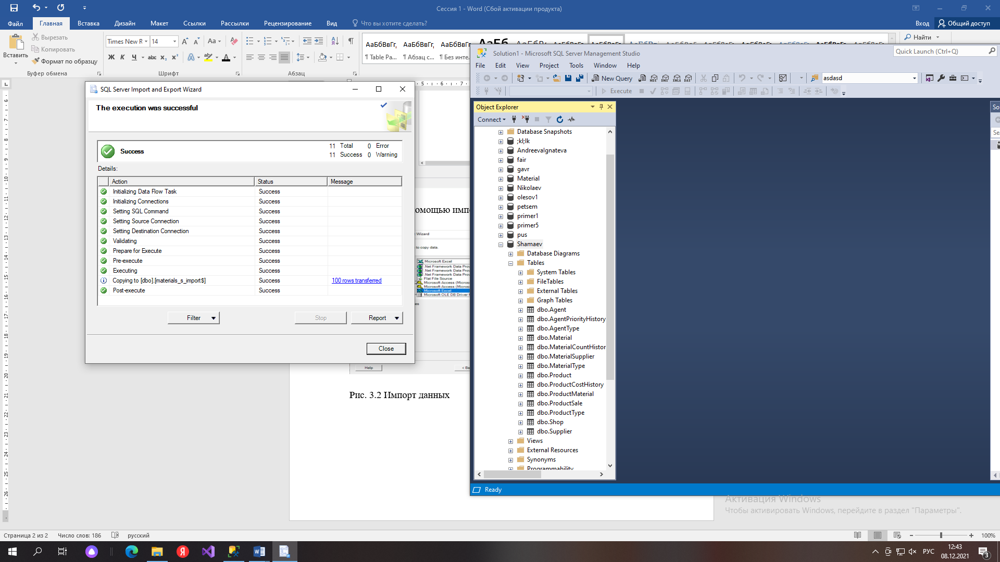 Сессия 1 - Word (Сбой активации продукта)
Файл Главная Вставка Дизайн Макет Ссылки Рассылки Рецензирование Вид Что вы хотите сделать? Вход Общий доступ
Вставить
Вырезать
Копировать
Формат по образцу
Буфер обмена
Times New R 14
Aa
Ж К Ч abc x₂ x²
Шрифт
Абзац
АаБбВвГг, АаБбВвГг, АаБбВвГг,
¶ Table Pa... ¶ Абзац с... ¶ Без инте.
Найти
SQL Server Import and Export Wizard
The execution was successful
Success
11 Total 0 Error
11 Success 0 Warning
Details:
Action Status Message
Initializing Data Flow Task Success
Initializing Connections Success
Setting SQL Command Success
Setting Source Connection Success
Setting Destination Connection Success
Validating Success
Prepare for Execute Success
Pre-execute Success
Executing Success
Copying to [dbo].[materials_s_import$] Success 100 rows transferred
Post-execute Success
Filter Stop Report
Close
омощью имп
Wizard
to copy data.
Microsoft Excel
.Net Framework Data Prov
.Net Framework Data Prov
Flat File Source
Microsoft Access (Micros
Microsoft Access (Micros
Microsoft Excel
Microsoft OLE DB Driver f
Help < Ba
Рис. 3.2 Импорт данных
Solution1 - Microsoft SQL Server Management Studio
Quick Launch (Ctrl+Q)
File Edit View Project Tools Window Help
New Query MDX DMX XMLA DAX asdasd
Execute
Object Explorer
Connect
Database Snapshots
;kl;lk
AndreevaIgnateva
fair
gavr
Material
Nikolaev
olesov1
petsem
primer1
primer5
pus
Shamaev
Database Diagrams
Tables
System Tables
FileTables
External Tables
Graph Tables
dbo.Agent
dbo.AgentPriorityHistory
dbo.AgentType
dbo.Material
dbo.MaterialCountHistor
dbo.MaterialSupplier
dbo.MaterialType
dbo.Product
dbo.ProductCostHistory
dbo.ProductMaterial
dbo.ProductSale
dbo.ProductType
dbo.Shop
dbo.Supplier
Views
External Resources
Synonyms
Programmability
So
Se
Ready
Активация Windows
Чтобы активировать Windows, перейдите в раздел "Параметры".
Страница 2 из 2 Число слов: 186 русский 100%
РУС
12:43
08.12.2021
3